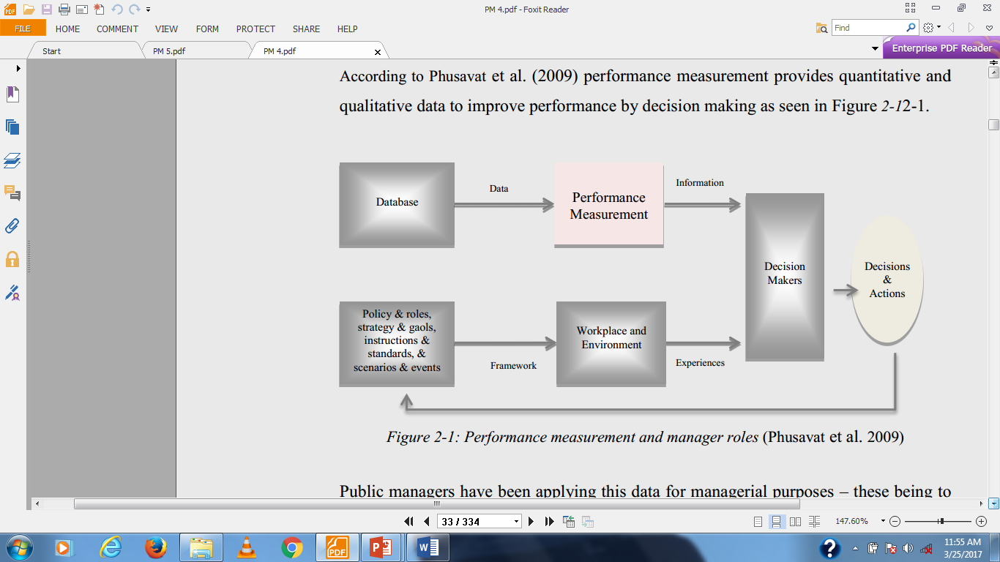 PM 4.pdf - Foxit Reader
FILE
HOME
COMMENT
VIEW
FORM
PROTECT
SHARE
HELP
Find
Start
PM 5.pdf
PM 4.pdf
Enterprise PDF Reader
According to Phusavat et al. (2009) performance measurement provides quantitative and
qualitative data to improve performance by decision making as seen in Figure 2-12-1.
Database
Data
Performance
Measurement
Information
Decision
Makers
Decisions
&
Actions
Policy & roles,
strategy & gaols,
instructions &
standards, &
scenarios & events
Framework
Workplace and
Environment
Experiences
Figure 2-1: Performance measurement and manager roles (Phusavat et al. 2009)
Public managers have been applying this data for managerial purposes – these being to
33 / 334
147.60%
PDF
11:55 AM
3/25/2017